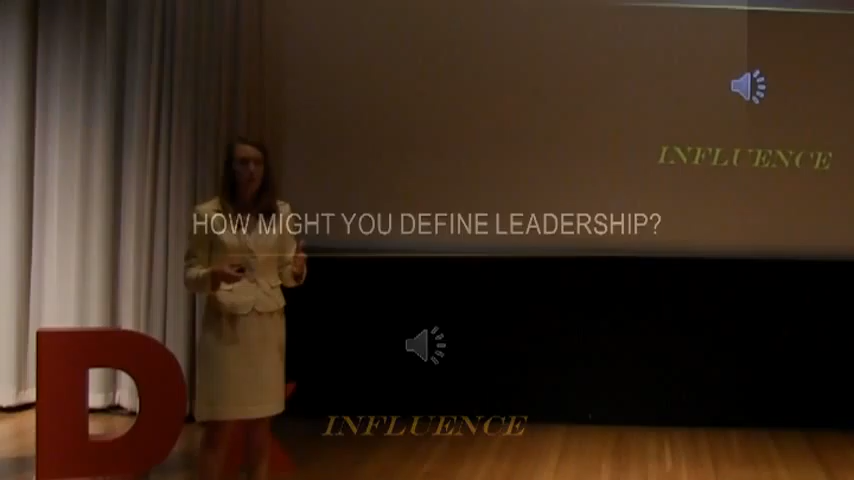 INFLUENCE
HOW MIGHT YOU DEFINE LEADERSHIP?
D
INFLUENCE